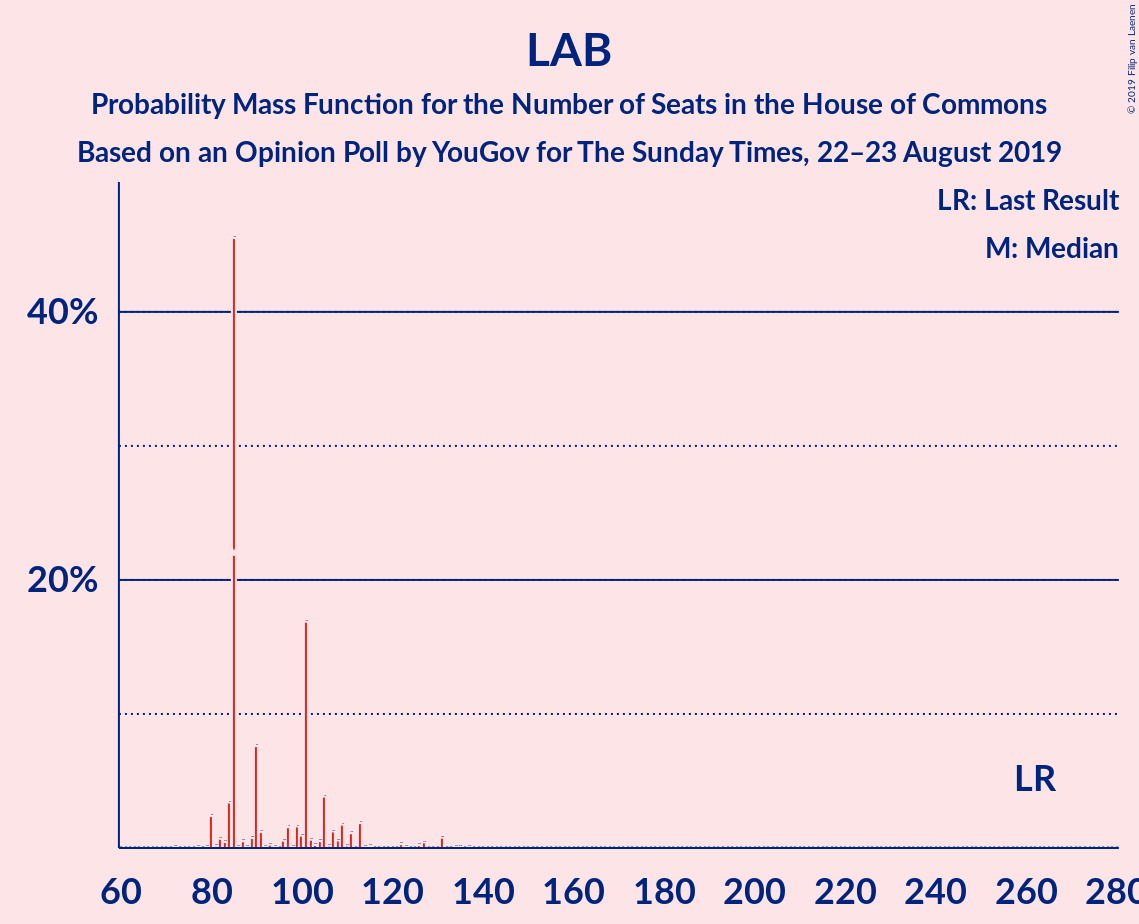 LAB
Probability Mass Function for the Number of Seats in the House of Commons
Based on an Opinion Poll by YouGov for The Sunday Times, 22–23 August 2019
© 2019 Filip van Laenen
LR: Last Result
M: Median
40%
20%
LR
60 80 100 120 140 160 180 200 220 240 260 280